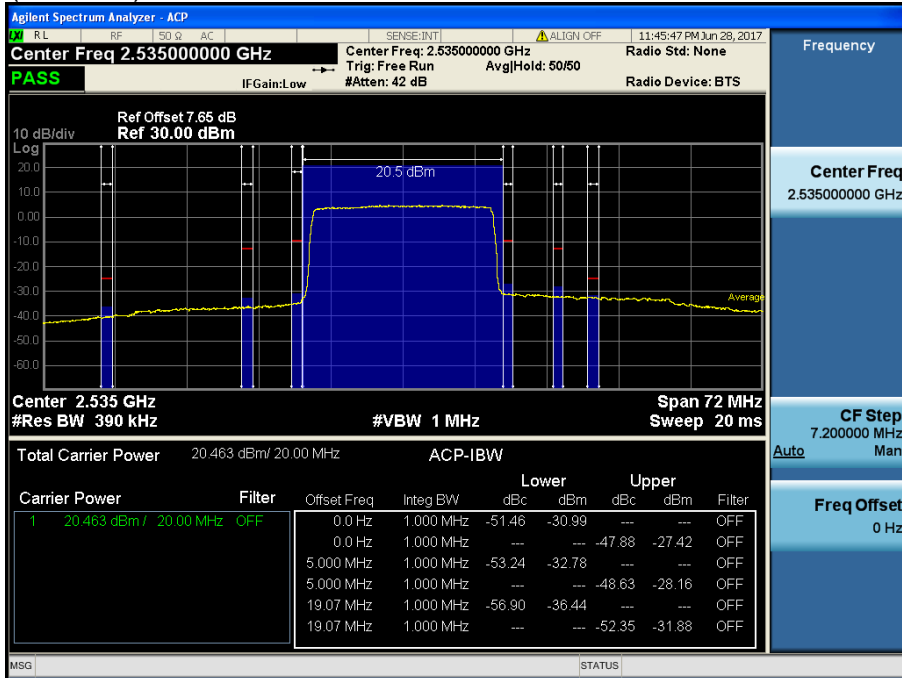 Agilent Spectrum Analyzer - ACP
LXI RL RF 50 Ω AC SENSE:INT ALIGN OFF 11:45:47 PM Jun 28, 2017
Center Freq 2.535000000 GHz
Center Freq: 2.535000000 GHz
Radio Std: None
Trig: Free Run Avg|Hold: 50/50
PASS
IFGain:Low
#Atten: 42 dB
Radio Device: BTS
Ref Offset 7.65 dB
10 dB/div Ref 30.00 dBm
Log
20.0
10.0
0.00
-10.0
-20.0
-30.0
-40.0
-50.0
-60.0
20.5 dBm
Average
Center 2.535 GHz Span 72 MHz
#Res BW 390 kHz #VBW 1 MHz Sweep 20 ms
Total Carrier Power 20.463 dBm/ 20.00 MHz ACP-IBW
Lower Upper
Carrier Power Filter Offset Freq Integ BW dBc dBm dBc dBm Filter
1 20.463 dBm / 20.00 MHz OFF 0.0 Hz 1.000 MHz -51.46 -30.99 --- --- OFF
0.0 Hz 1.000 MHz --- --- -47.88 -27.42 OFF
5.000 MHz 1.000 MHz -53.24 -32.78 --- --- OFF
5.000 MHz 1.000 MHz --- --- -48.63 -28.16 OFF
19.07 MHz 1.000 MHz -56.90 -36.44 --- --- OFF
19.07 MHz 1.000 MHz --- --- -52.35 -31.88 OFF
MSG STATUS
Frequency
Center Freq
2.535000000 GHz
CF Step
7.200000 MHz
Auto Man
Freq Offset
0 Hz